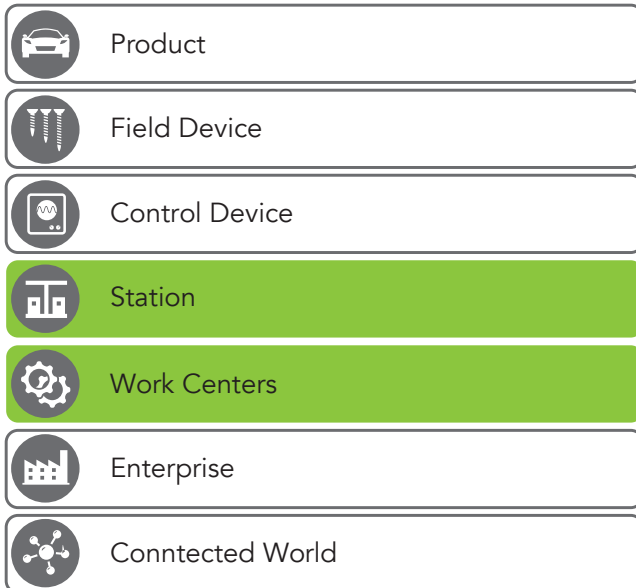 Product
Field Device
Control Device
Station
Work Centers
Enterprise
Conntected World